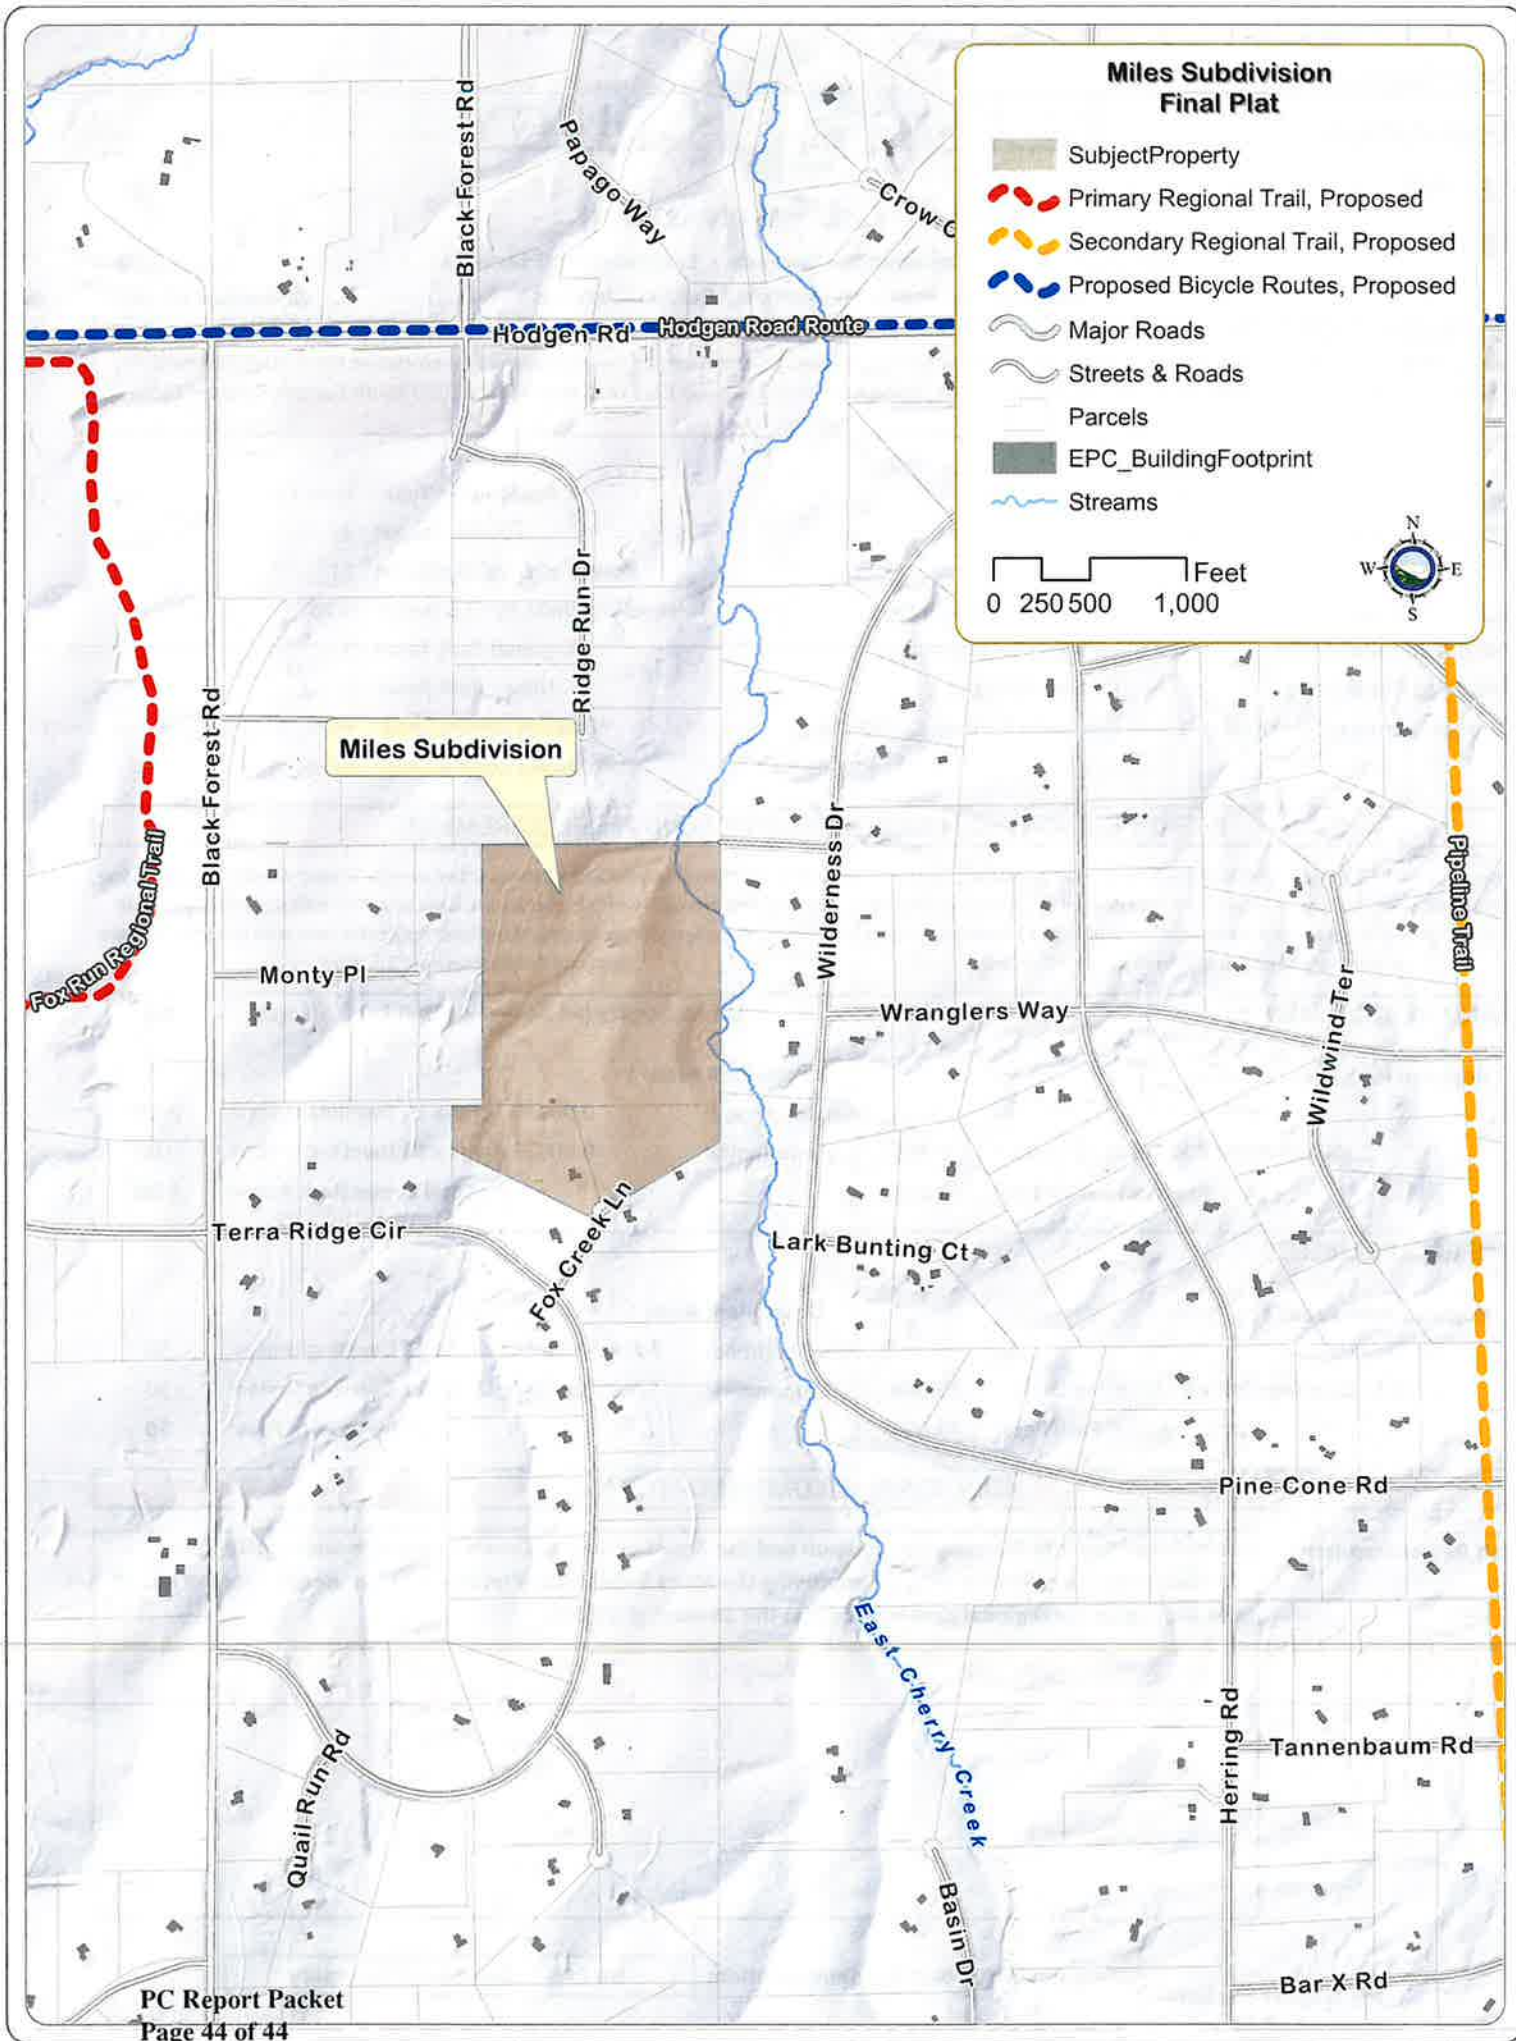 Miles Subdivision
Final Plat
SubjectProperty
Primary Regional Trail, Proposed
Secondary Regional Trail, Proposed
Proposed Bicycle Routes, Proposed
Major Roads
Streets & Roads
Parcels
EPC_BuildingFootprint
Streams
Feet
0 250 500 1,000
N
W E
S
Black Forest Rd
Papago Way
Crow C
Hodgen Rd
Hodgen Road Route
Ridge Run Dr
Black Forest Rd
Miles Subdivision
Wilderness Dr
Fox Run Regional Trail
Pipeline Trail
Monty Pl
Wranglers Way
Wildwind Ter
Terra Ridge Cir
Fox Creek Ln
Lark Bunting Ct
Pine Cone Rd
East Cherry Creek
Herring Rd
Tannenbaum Rd
Quail Run Rd
Basin Dr
Bar X Rd
PC Report Packet
Page 44 of 44